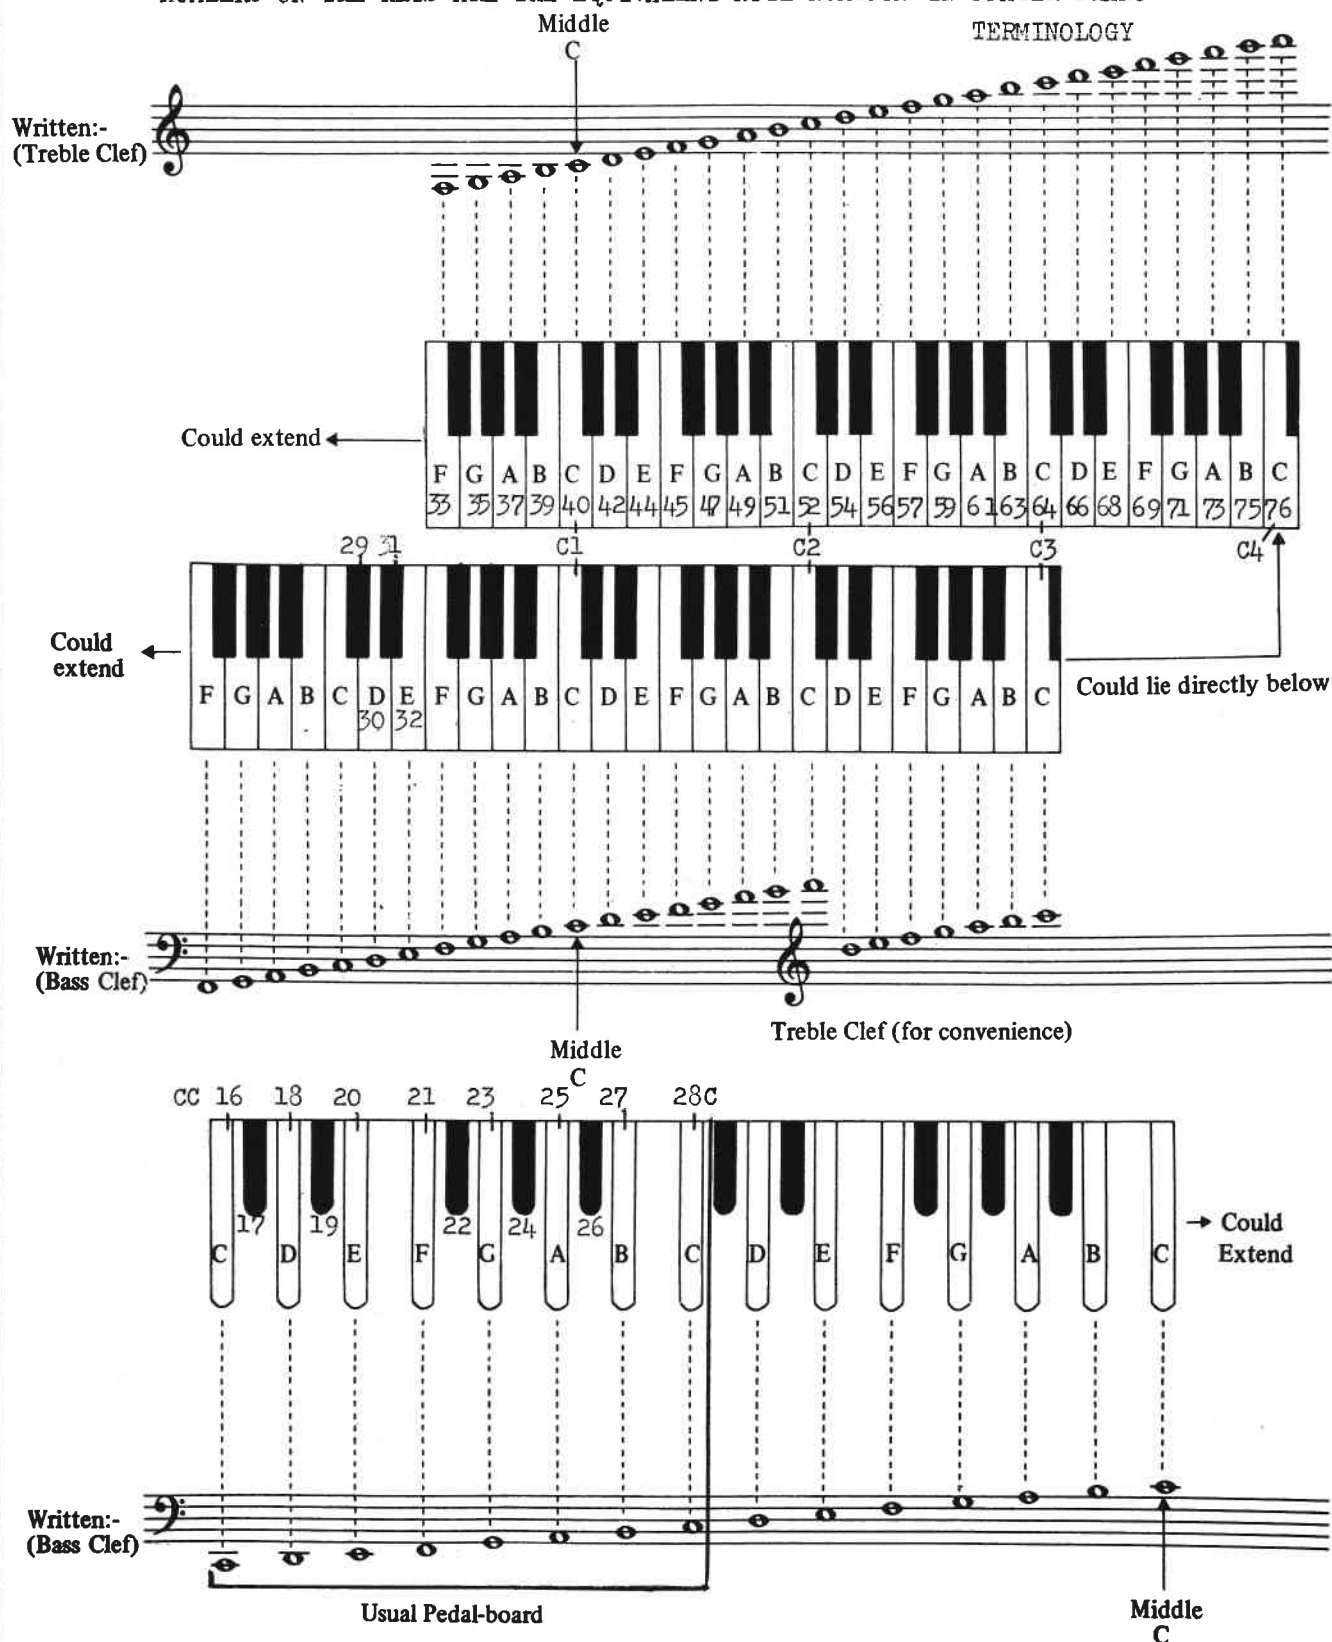 Middle
C
TERMINOLOGY
Written:-
(Treble Clef)
Could extend
F G A B C D E F G A B C D E F G A B C D E F G A B C
33 35 37 39 40 42 44 45 47 49 51 52 54 56 57 59 61 63 64 66 68 69 71 73 75 76
29 31 C1 C2 C3 C4
Could
extend
F G A B C D E F G A B C D E F G A B C D E F G A B C
30 32
Could lie directly below
Written:-
(Bass Clef)
Treble Clef (for convenience)
Middle
C
CC 16 18 20 21 23 25 27 28C
17 19 22 24 26
C D E F G A B C D E F G A B C
Could
Extend
Written:-
(Bass Clef)
Usual Pedal-board
Middle
C